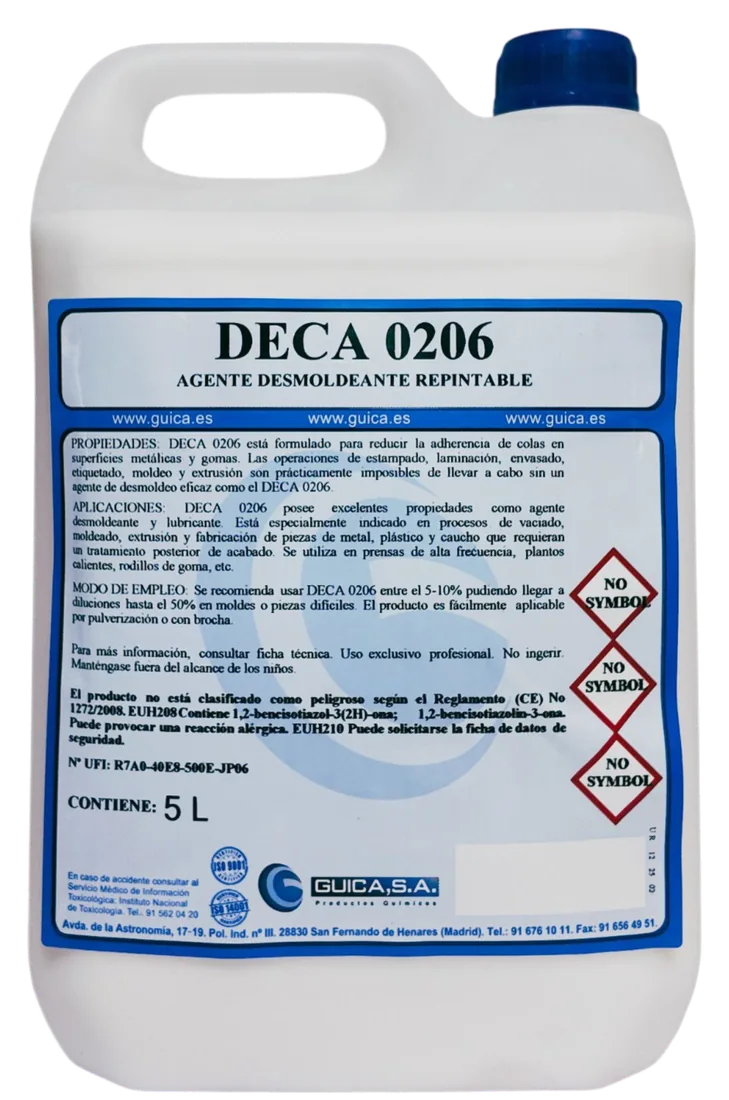 DECA 0206
AGENTE DESMOLDEANTE REPINTABLE
www.guica.es www.guica.es www.guica.es
PROPIEDADES: DECA 0206 está formulado para reducir la adherencia de colas en
superficies metálicas y gomas. Las operaciones de estampado, laminación, envasado,
etiquetado, moldeo y extrusión son prácticamente imposibles de llevar a cabo sin un
agente de desmoldeo eficaz como el DECA 0206.
APLICACIONES: DECA 0206 posee excelentes propiedades como agente
desmoldeante y lubricante. Está especialmente indicado en procesos de vaciado,
moldeado, extrusión y fabricación de piezas de metal, plástico y caucho que requieran
un tratamiento posterior de acabado. Se utiliza en prensas de alta frecuencia, plantos
calientes, rodillos de goma, etc.
MODO DE EMPLEO: Se recomienda usar DECA 0206 entre el 5-10% pudiendo llegar a
diluciones hasta el 50% en moldes o piezas difíciles. El producto es fácilmente aplicable
por pulverización o con brocha.
Para más información, consultar ficha técnica. Uso exclusivo profesional. No ingerir.
Manténgase fuera del alcance de los niños.
El producto no está clasificado como peligroso según el Reglamento (CE) No
1272/2008. EUH208 Contiene 1,2-bencisotiazol-3(2H)-ona; 1,2-bencisotiazolin-3-ona.
Puede provocar una reacción alérgica. EUH210 Puede solicitarse la ficha de datos de
seguridad.
Nº UFI: R7A0-40E8-500E-JP06
CONTIENE: 5 L
NO
SYMBOL
NO
SYMBOL
NO
SYMBOL
En caso de accidente consultar al
Servicio Médico de Información
Toxicológica; Instituto Nacional
de Toxicología. Tel.. 91 562 04 20
ISO 9001
ISO 14001
GUICA, S.A.
Productos Químicos
Avda. de la Astronomía, 17-19. Pol. Ind. nº III. 28830 San Fernando de Henares (Madrid). Tel.: 91 676 10 11. Fax: 91 656 49 51.